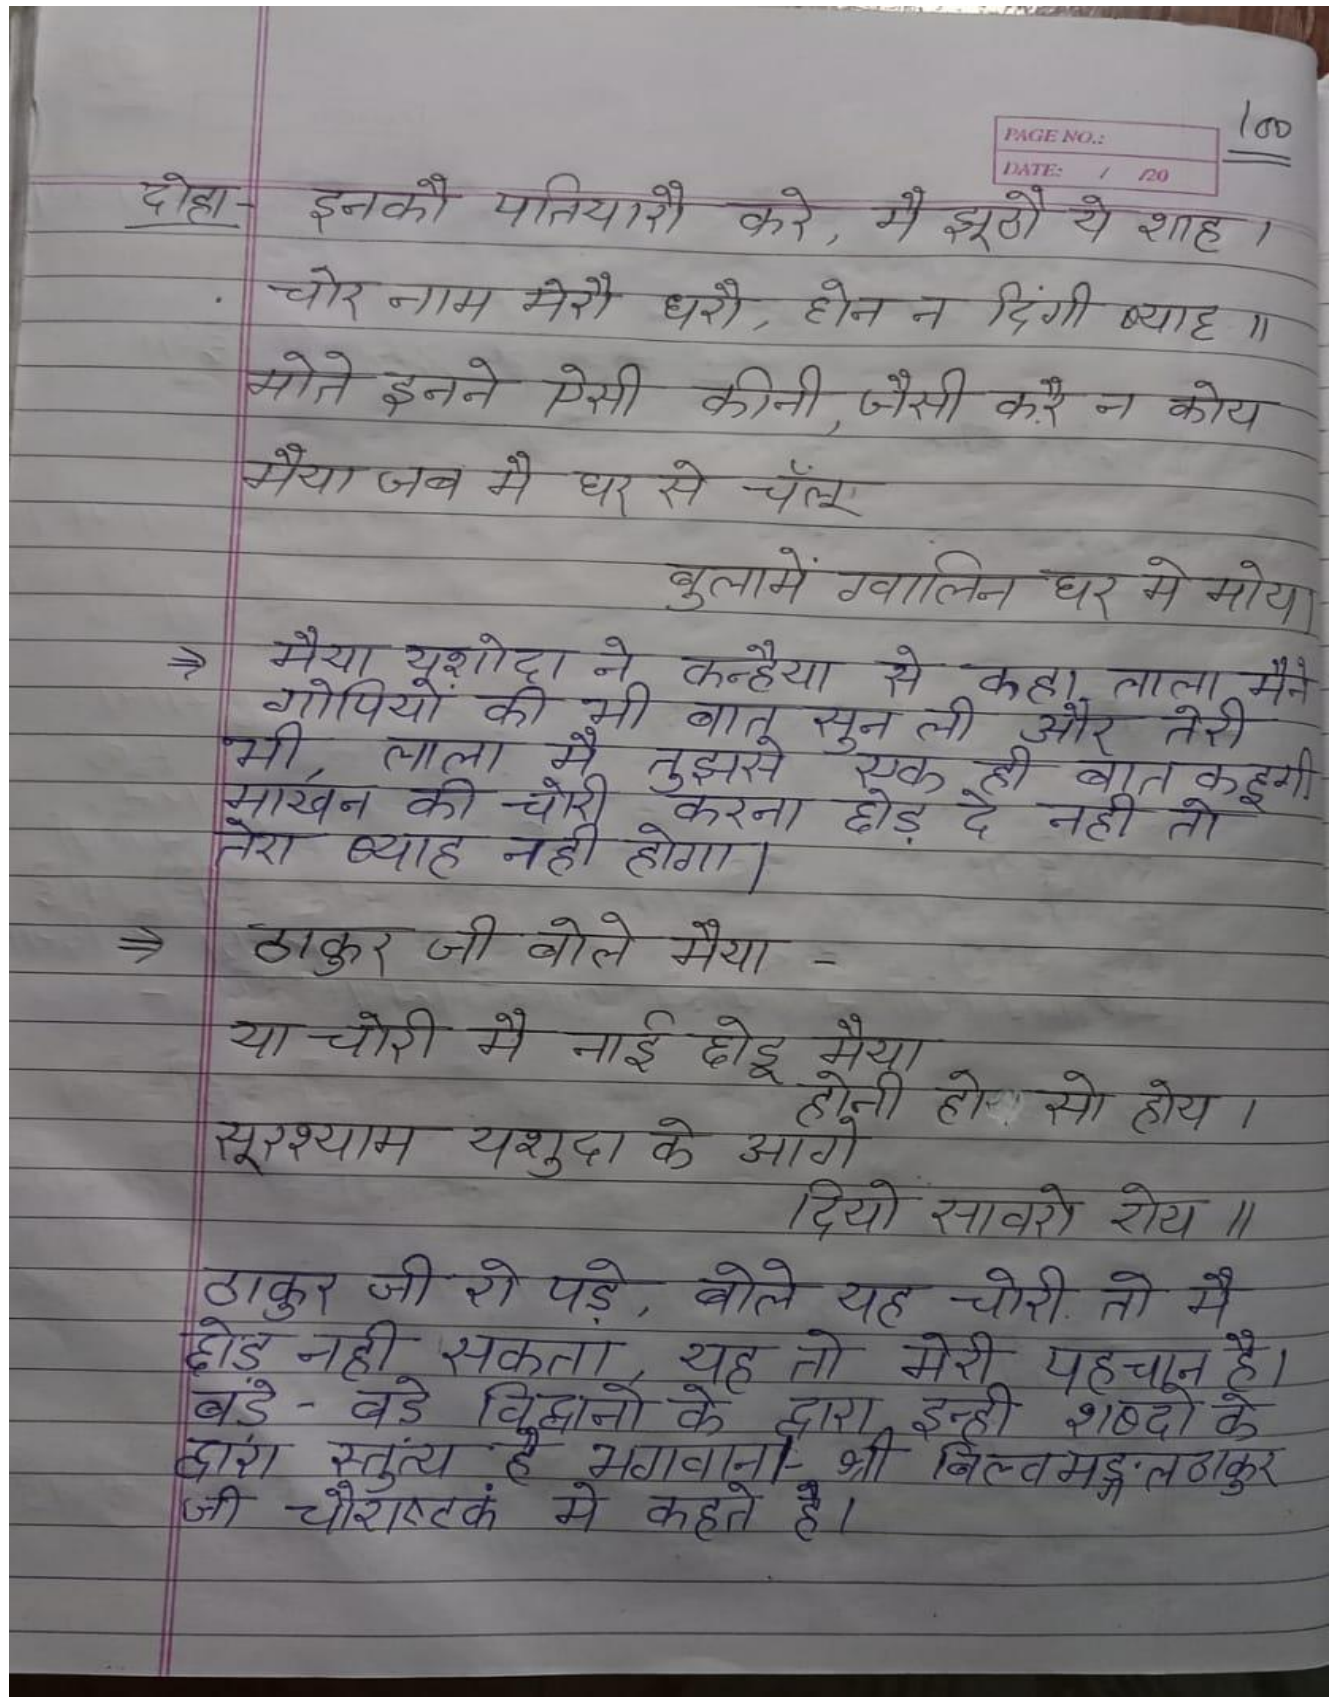 100
PAGE NO.:
DATE: / /20
दोहा - इनकौ पतियारौ करे, मै झूठौ ये शाह ।
चोर नाम मेरौ धरौ, होन न दिंगी ब्याह ॥
मोते इनने ऐसी कीनी, जैसी करै न कोय
मैया जब मै घर से चॅलू
बुलामें ग्वालिन घर मे मोय।
⇒ मैया यशोदा ने कन्हैया से कहा, लाला मैने
गोपियों की भी बात सुन ली और तेरी
भी, लाला मै तुझसे एक ही बात कहूगी
माखन की चोरी करना छोड़ दे नही तो
तेरा ब्याह नही होगा।
⇒ ठाकुर जी बोले मैया -
या चोरी मै नाई छोडू मैया
होनी होय सो होय ।
सूरश्याम यशुदा के आगे
दियो सावरो रोय ॥
ठाकुर जी रो पड़े, बोले यह चोरी तो मै
छोड़ नही सकता, यह तो मेरी पहचान है।
बडे - बडे विद्वानो के द्वारा इन्ही शब्दो के
द्वारा स्तुत्य है भगवान।- श्री बिल्वमङ्गल ठाकुर
जी चौराष्टकं मे कहते है।